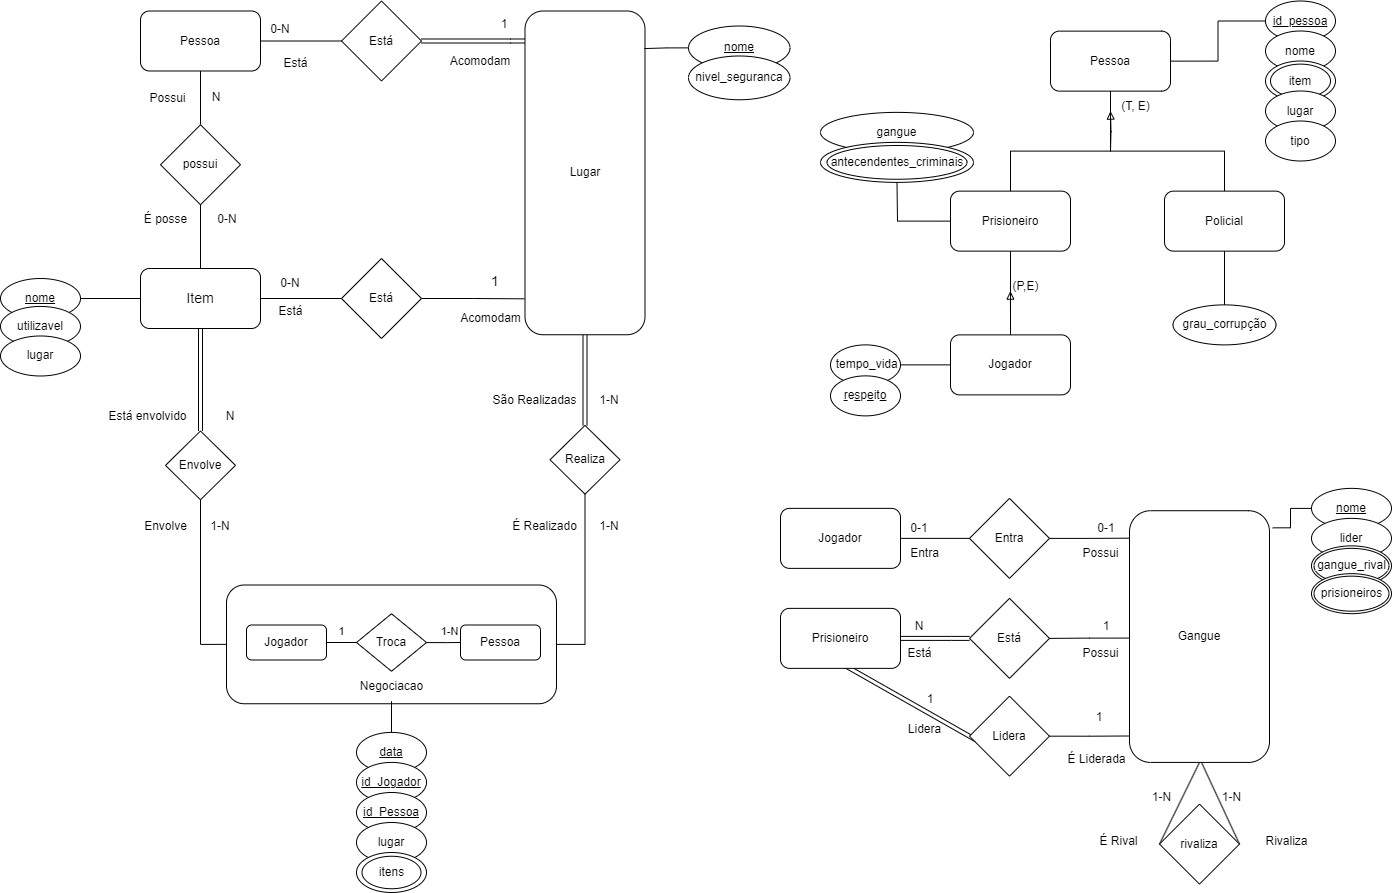 Pessoa
0-N
Está
Está
1
Acomodam
Lugar
nome
nivel_seguranca
Possui
N
possui
É posse
0-N
nome
utilizavel
lugar
Item
0-N
Está
Está
1
Acomodam
Está envolvido
N
Envolve
Envolve
1-N
São Realizadas
1-N
Realiza
É Realizado
1-N
Jogador
1
Troca
1-N
Pessoa
Negociacao
data
id_Jogador
id_Pessoa
lugar
itens
Pessoa
(T, E)
id_pessoa
nome
item
lugar
tipo
gangue
antecendentes_criminais
Prisioneiro
Policial
(P,E)
grau_corrupção
tempo_vida
respeito
Jogador
Jogador
0-1
Entra
Entra
0-1
Possui
Prisioneiro
N
Está
Está
1
Possui
1
Lidera
Lidera
1
É Liderada
Gangue
nome
lider
gangue_rival
prisioneiros
1-N
1-N
É Rival
rivaliza
Rivaliza